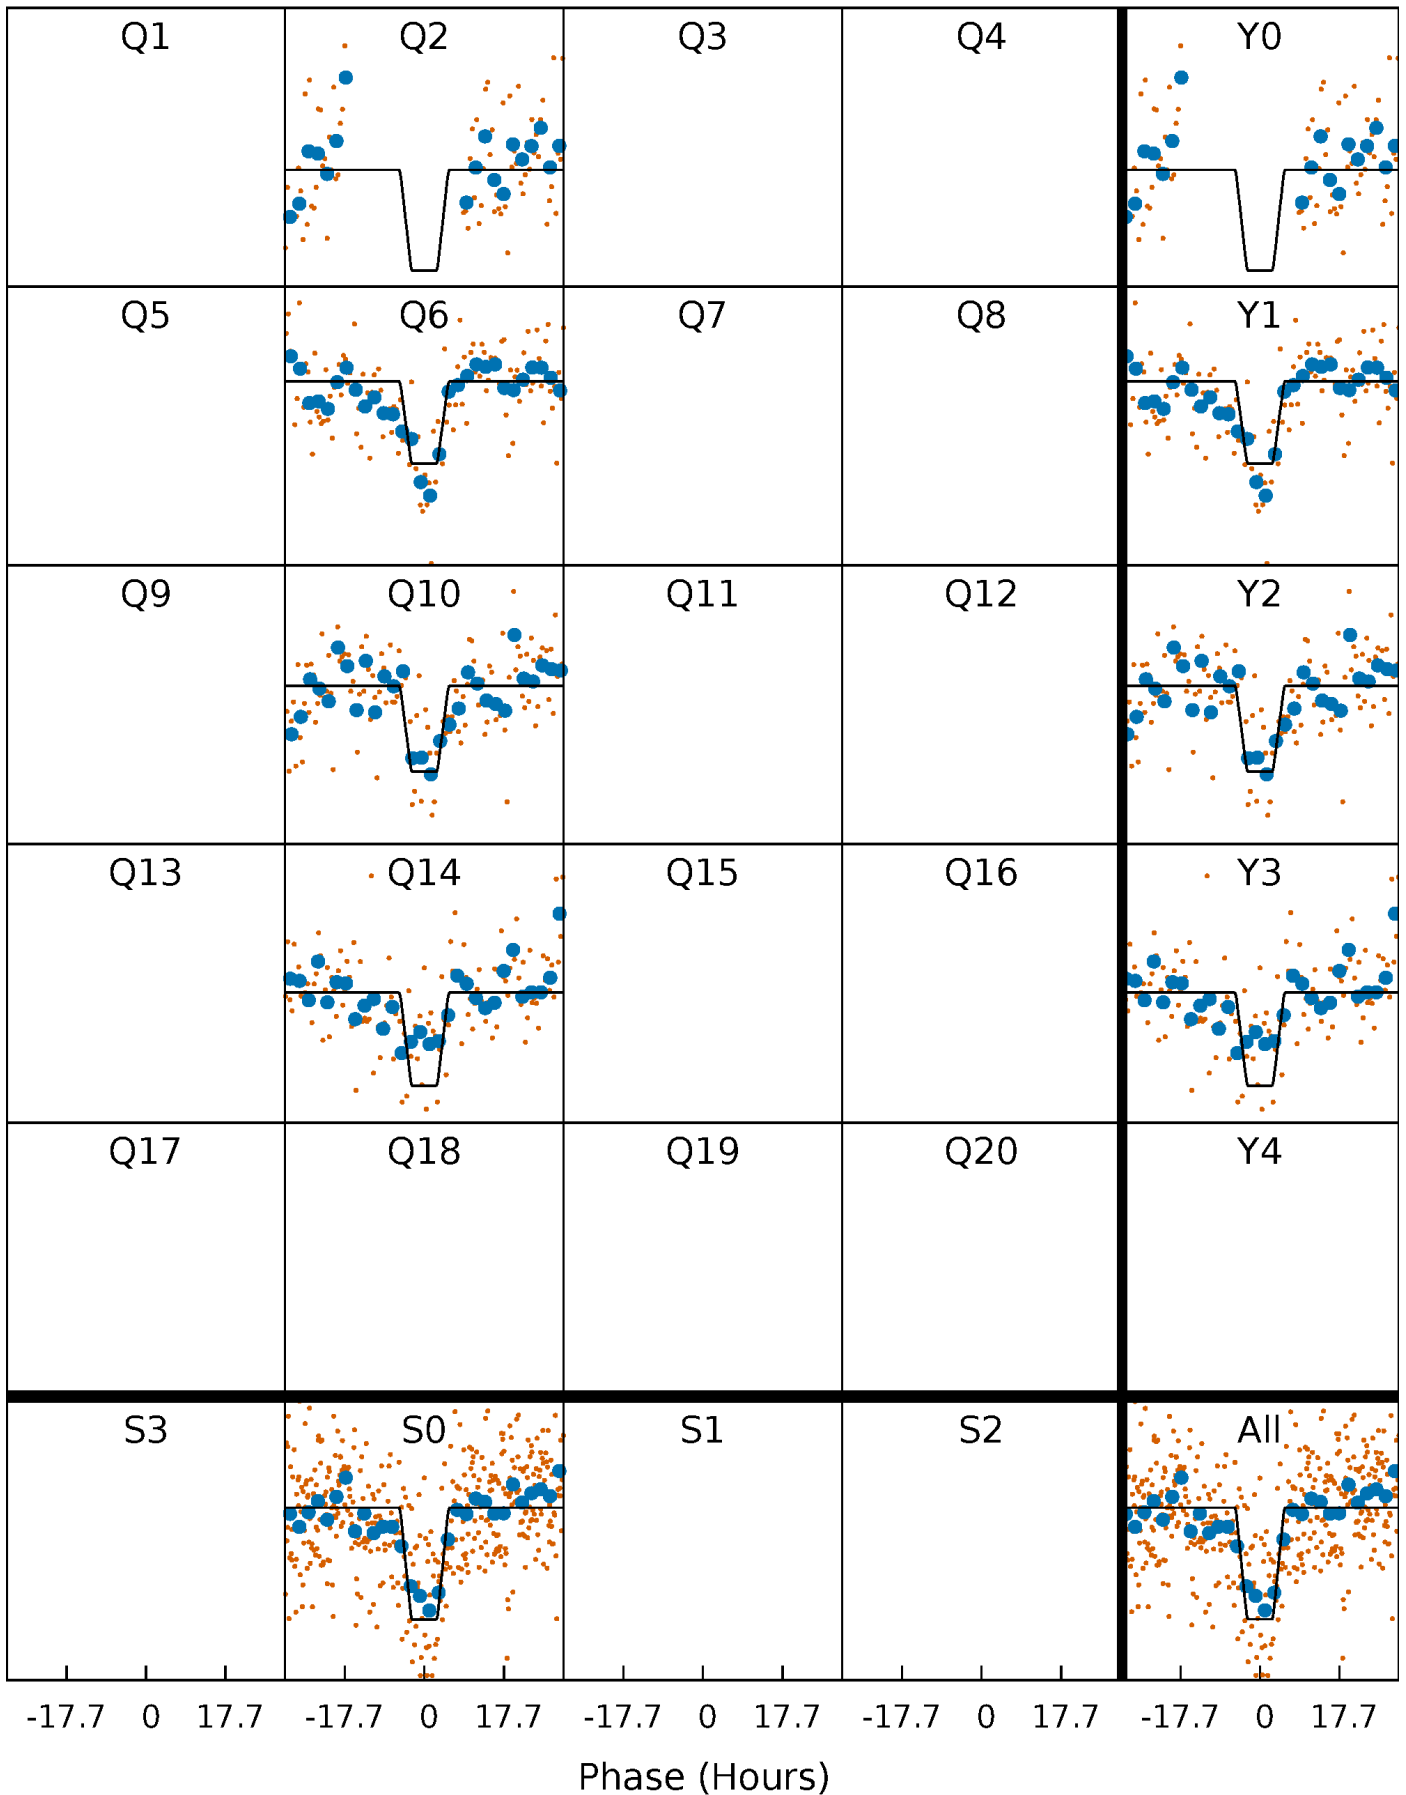 Q1 Q2 Q3 Q4 Y0
Q5 Q6 Q7 Q8 Y1
Q9 Q10 Q11 Q12 Y2
Q13 Q14 Q15 Q16 Y3
Q17 Q18 Q19 Q20 Y4
S3 S0 S1 S2 All
-17.7 0 17.7 -17.7 0 17.7 -17.7 0 17.7 -17.7 0 17.7 -17.7 0 17.7
Phase (Hours)